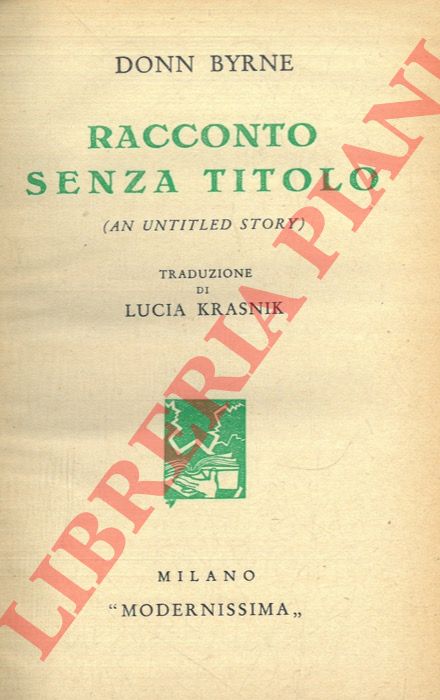 DONN BYRNE
RACCONTO
SENZA TITOLO
(AN UNTITLED STORY)
TRADUZIONE
DI
LUCIA KRASNIK
MILANO
“MODERNISSIMA„
LIBRERIA PIANI